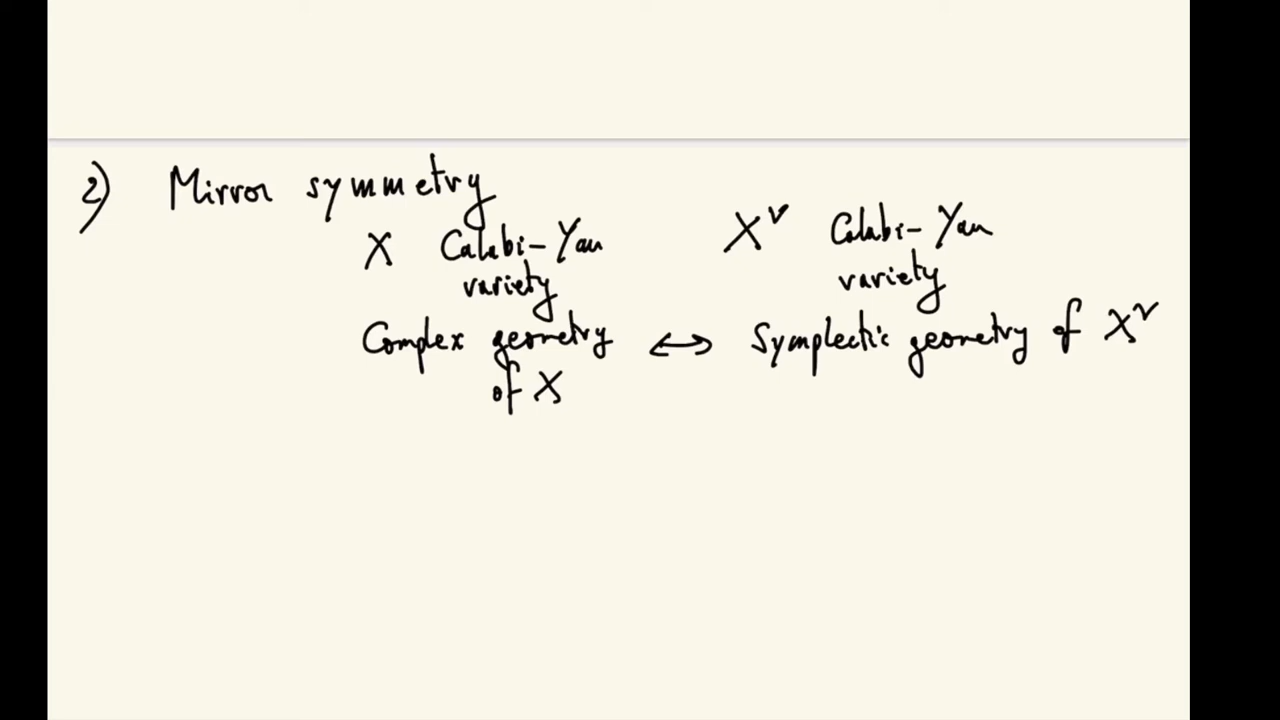 2) Mirror symmetry
X Calabi-Yau variety
X^v Calabi-Yau variety
Complex geometry of X ↔ Symplectic geometry of X^v